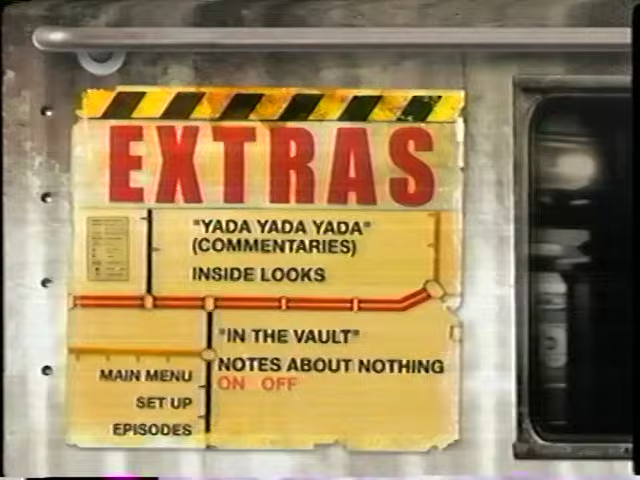 EXTRAS
"YADA YADA YADA"
(COMMENTARIES)
INSIDE LOOKS
"IN THE VAULT"
NOTES ABOUT NOTHING
ON OFF
MAIN MENU
SET UP
EPISODES